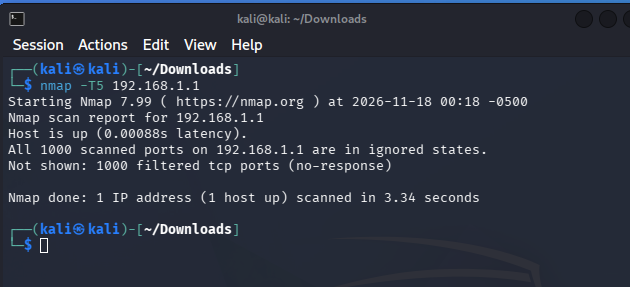 kali@kali: ~/Downloads
Session Actions Edit View Help
┌──(kali㉿kali)-[~/Downloads]
└─$ nmap -T5 192.168.1.1
Starting Nmap 7.99 ( https://nmap.org ) at 2026-11-18 00:18 -0500
Nmap scan report for 192.168.1.1
Host is up (0.00088s latency).
All 1000 scanned ports on 192.168.1.1 are in ignored states.
Not shown: 1000 filtered tcp ports (no-response)
Nmap done: 1 IP address (1 host up) scanned in 3.34 seconds
┌──(kali㉿kali)-[~/Downloads]
└─$